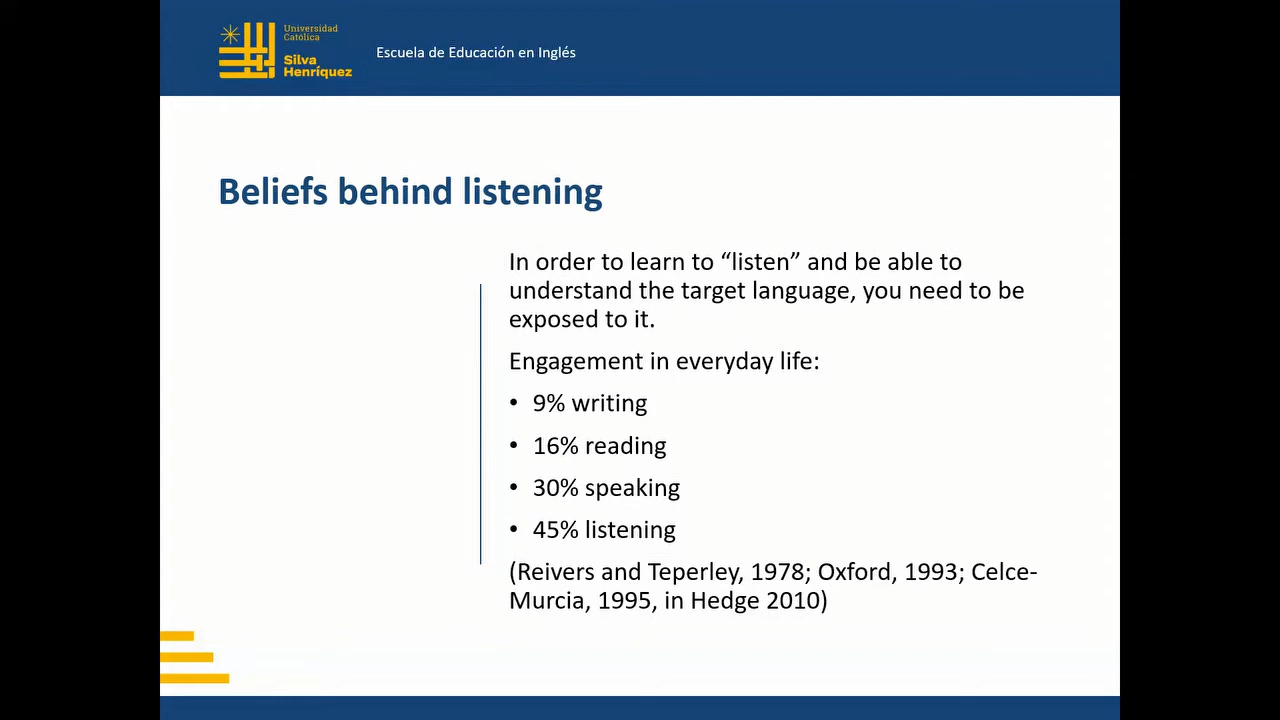 Universidad
Católica
Silva
Henríquez
Escuela de Educación en Inglés
Beliefs behind listening
In order to learn to “listen” and be able to
understand the target language, you need to be
exposed to it.
Engagement in everyday life:
• 9% writing
• 16% reading
• 30% speaking
• 45% listening
(Reivers and Teperley, 1978; Oxford, 1993; Celce-
Murcia, 1995, in Hedge 2010)